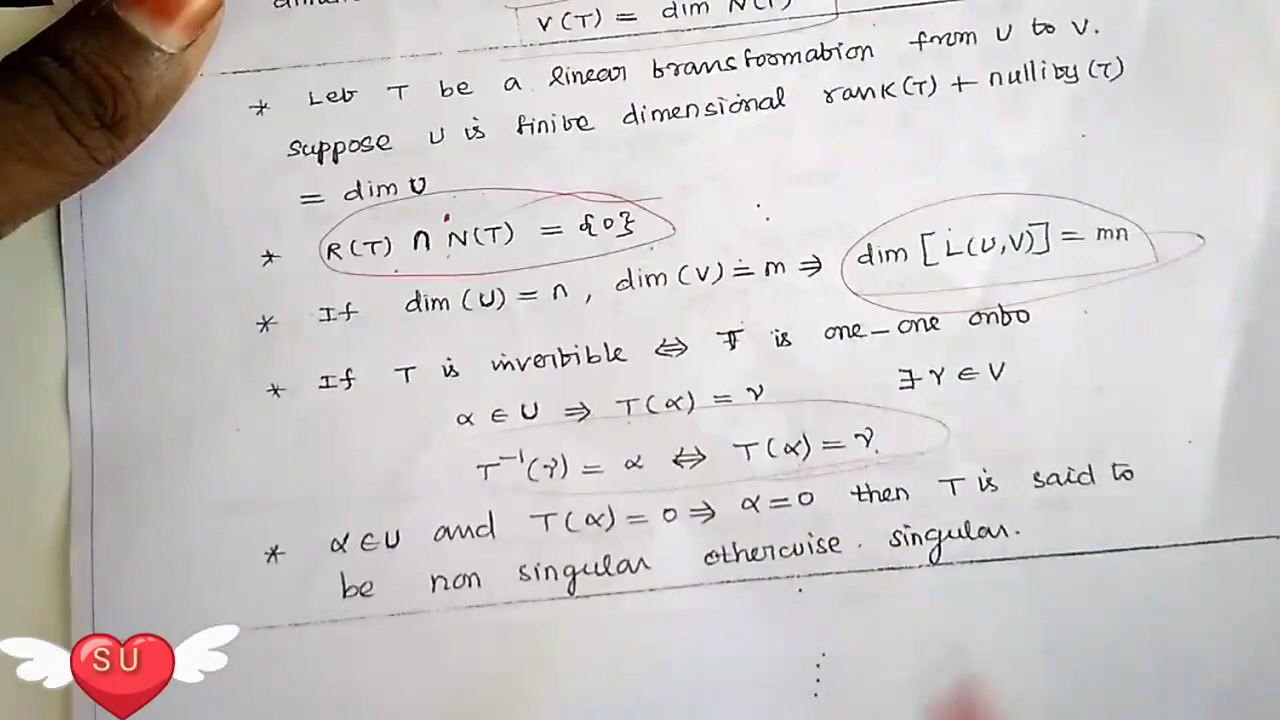 V(T) = dim N(T)
* Let T be a linear transformation from U to V.
suppose U is finite dimensional rank(T) + nullity(T)
= dim U
* R(T) ∩ N(T) = {0}
* If dim (U) = n, dim (V) = m ⇒ dim [L(U,V)] = mn
* If T is invertible ⇔ T is one-one onto
α ∈ U ⇒ T(α) = γ ∃ γ ∈ V
T⁻¹(γ) = α ⇔ T(α) = γ.
* α ∈ U and T(α) = 0 ⇒ α = 0 then T is said to
be non singular otherwise. singular.
SU